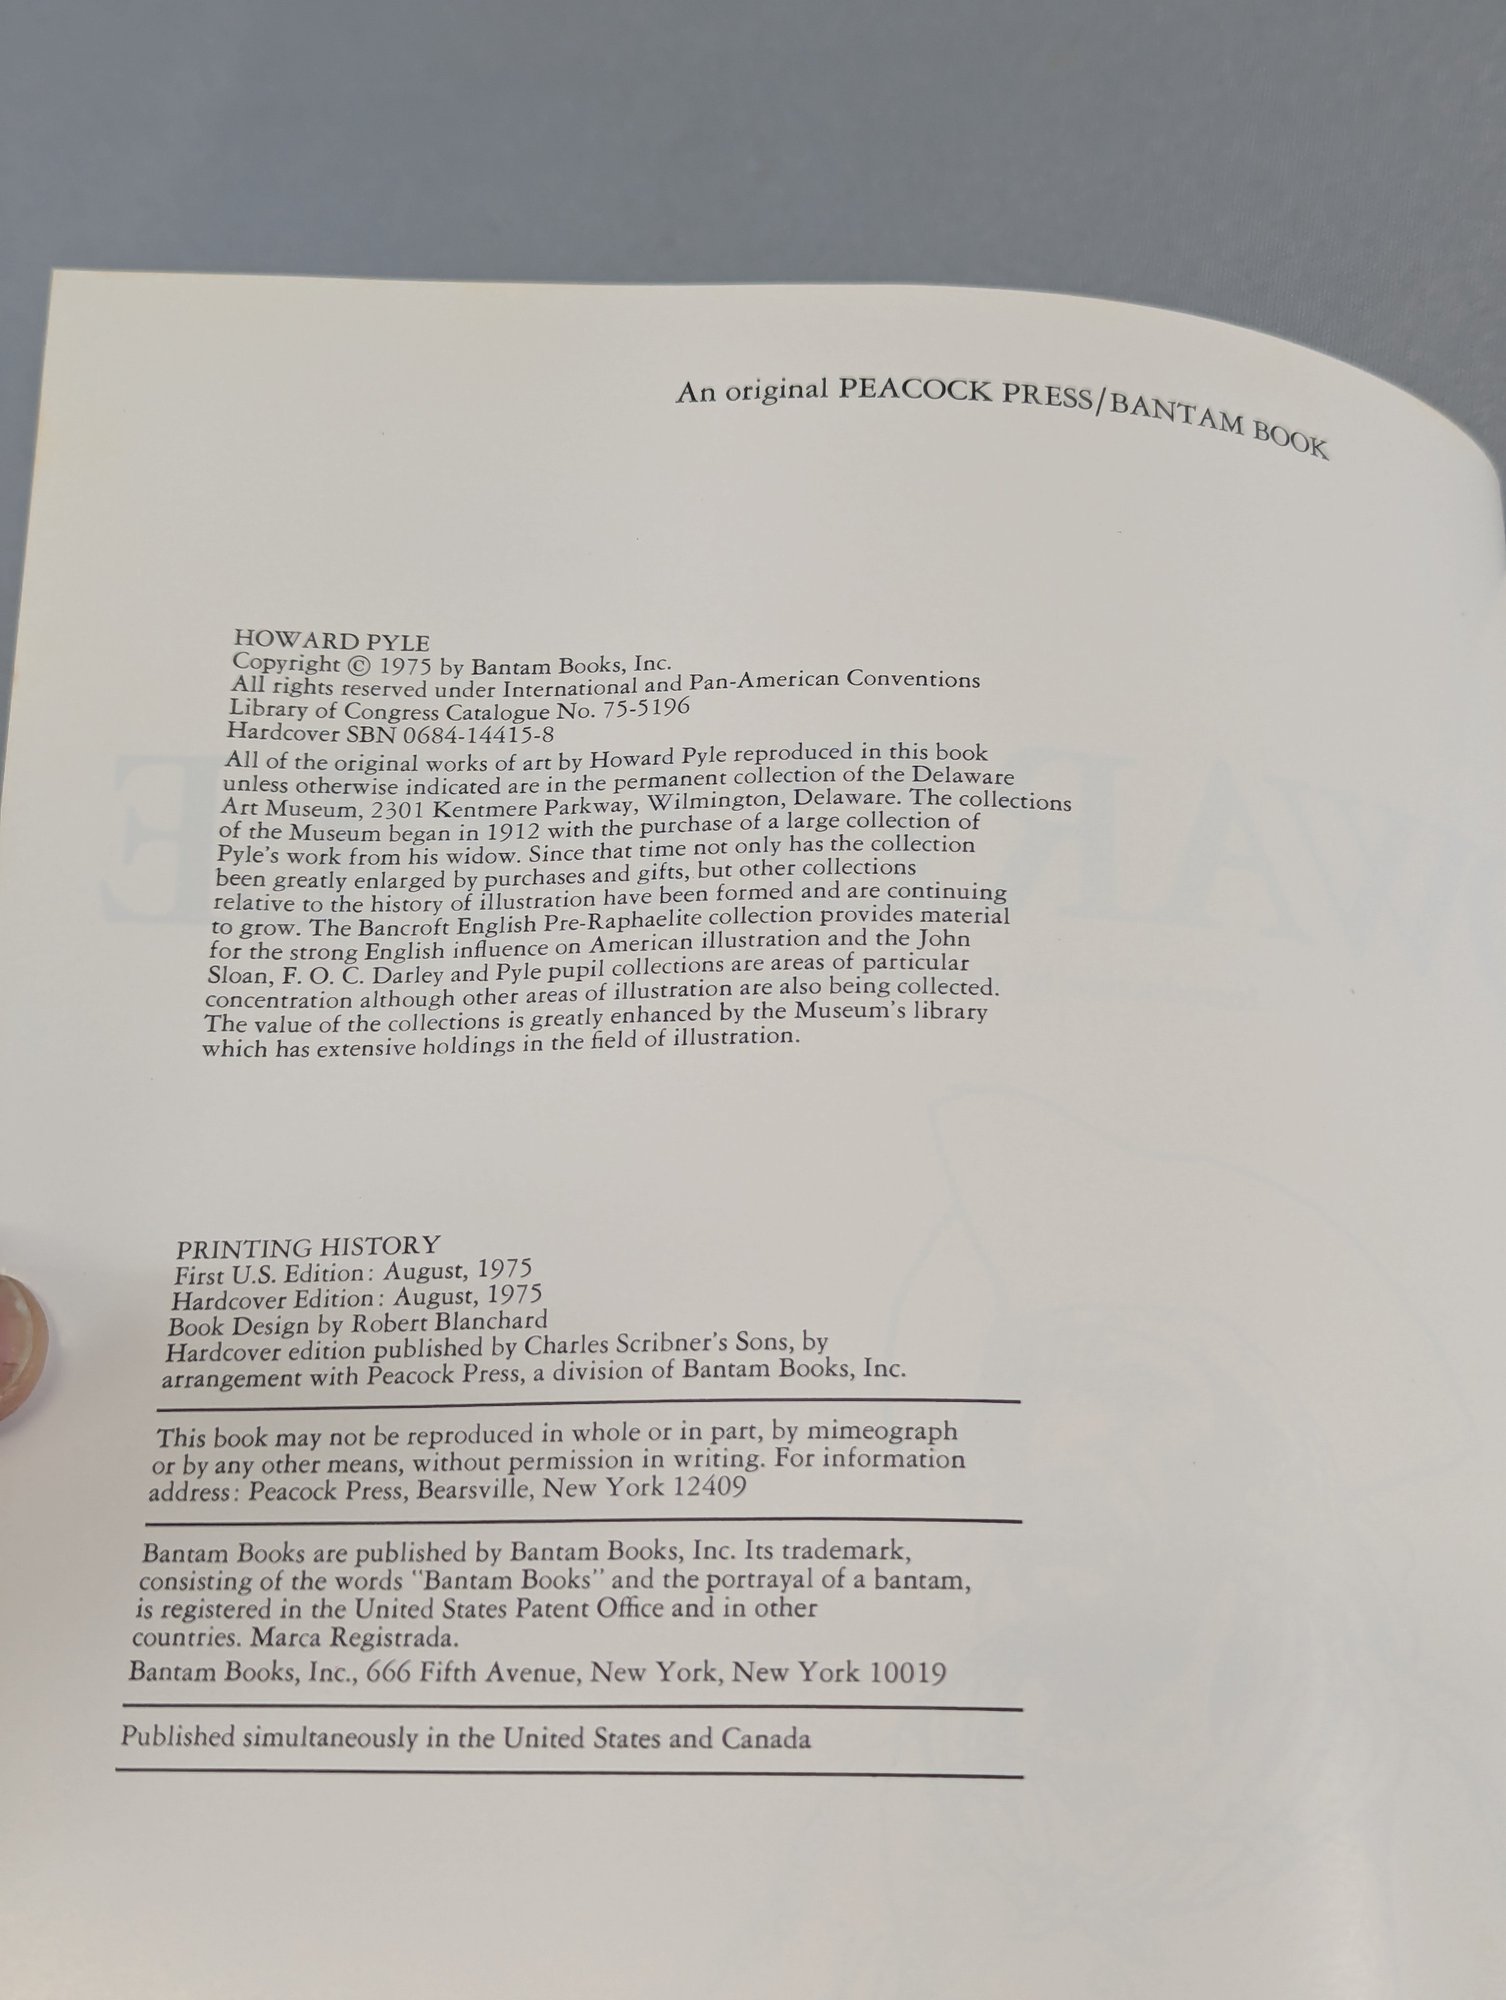 An original PEACOCK PRESS/BANTAM BOOK
HOWARD PYLE
Copyright © 1975 by Bantam Books, Inc.
All rights reserved under International and Pan-American Conventions
Library of Congress Catalogue No. 75-5196
Hardcover SBN 0684-14415-8
All of the original works of art by Howard Pyle reproduced in this book
unless otherwise indicated are in the permanent collection of the Delaware
Art Museum, 2301 Kentmere Parkway, Wilmington, Delaware. The collections
of the Museum began in 1912 with the purchase of a large collection of
Pyle's work from his widow. Since that time not only has the collection
been greatly enlarged by purchases and gifts, but other collections
relative to the history of illustration have been formed and are continuing
to grow. The Bancroft English Pre-Raphaelite collection provides material
for the strong English influence on American illustration and the John
Sloan, F. O. C. Darley and Pyle pupil collections are areas of particular
concentration although other areas of illustration are also being collected.
The value of the collections is greatly enhanced by the Museum's library
which has extensive holdings in the field of illustration.
PRINTING HISTORY
First U.S. Edition: August, 1975
Hardcover Edition: August, 1975
Book Design by Robert Blanchard
Hardcover edition published by Charles Scribner's Sons, by
arrangement with Peacock Press, a division of Bantam Books, Inc.
This book may not be reproduced in whole or in part, by mimeograph
or by any other means, without permission in writing. For information
address: Peacock Press, Bearsville, New York 12409
Bantam Books are published by Bantam Books, Inc. Its trademark,
consisting of the words "Bantam Books" and the portrayal of a bantam,
is registered in the United States Patent Office and in other
countries. Marca Registrada.
Bantam Books, Inc., 666 Fifth Avenue, New York, New York 10019
Published simultaneously in the United States and Canada